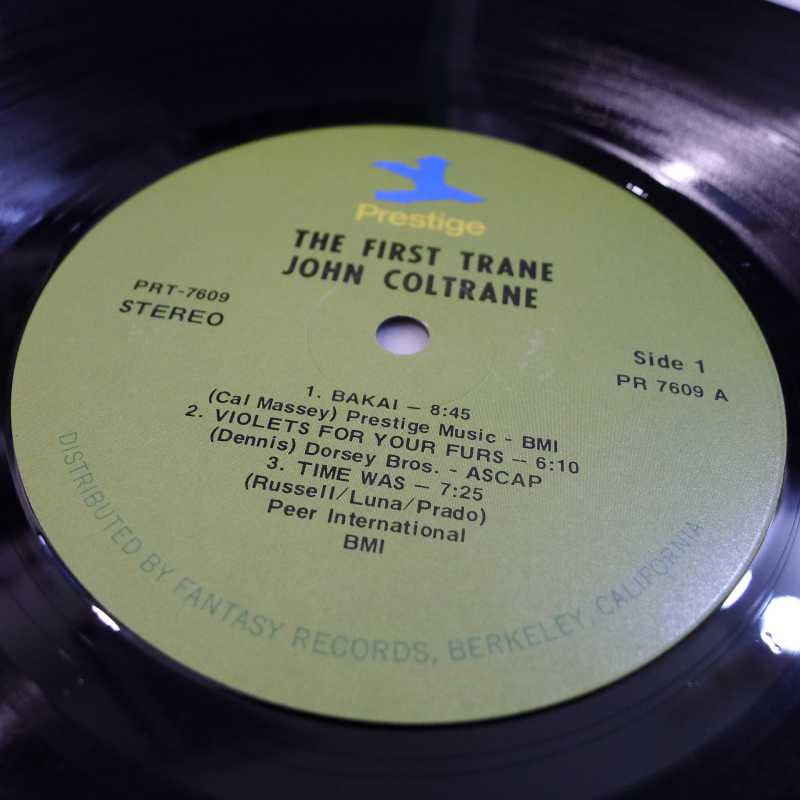 Prestige
THE FIRST TRANE
JOHN COLTRANE
PRT-7609
STEREO
Side 1
PR 7609 A
1. BAKAI – 8:45
(Cal Massey) Prestige Music - BMI
2. VIOLETS FOR YOUR FURS – 6:10
(Dennis) Dorsey Bros. - ASCAP
3. TIME WAS – 7:25
(Russell/Luna/Prado)
Peer International
BMI
DISTRIBUTED BY FANTASY RECORDS, BERKELEY, CALIFORNIA